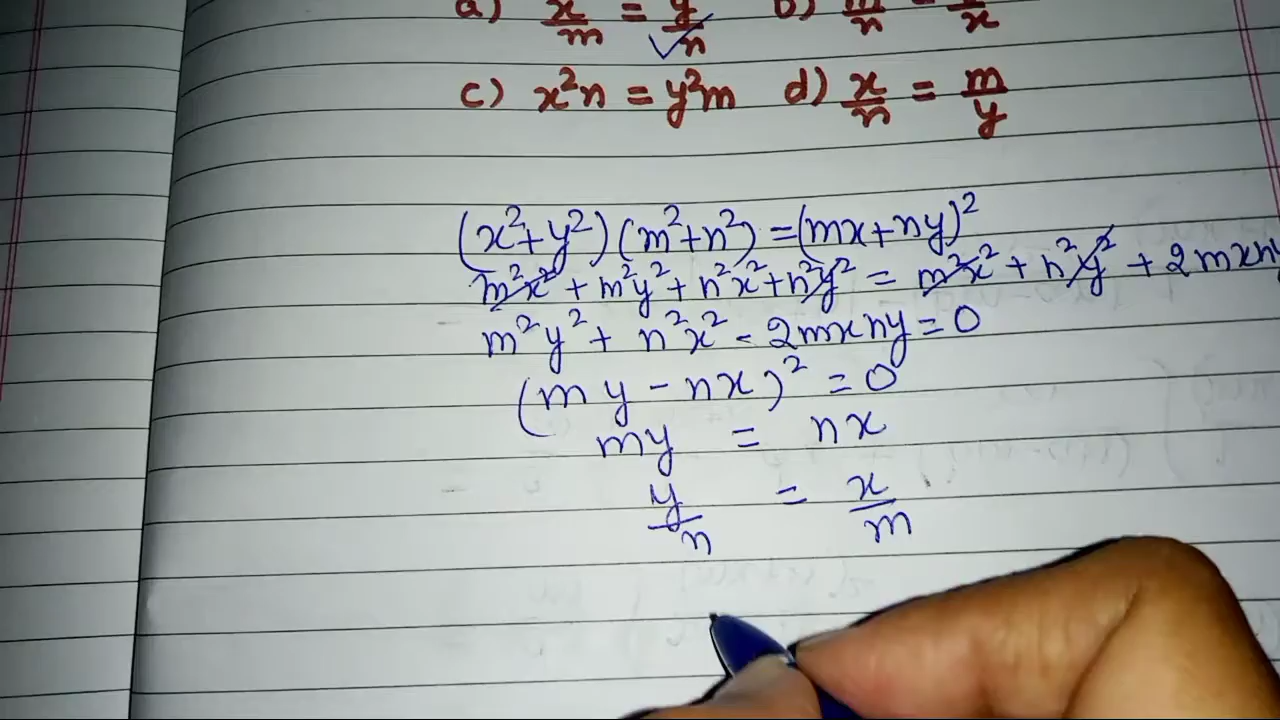 a) x/m = y/n b) m/n = /x
c) x²n = y²m d) x/n = m/y
(x²+y²)(m²+n²) = (mx+ny)²
m²x² + m²y² + n²x² + n²y² = m²x² + n²y² + 2mxny
m²y² + n²x² - 2mxny = 0
(my - nx)² = 0
my = nx
y/n = x/m